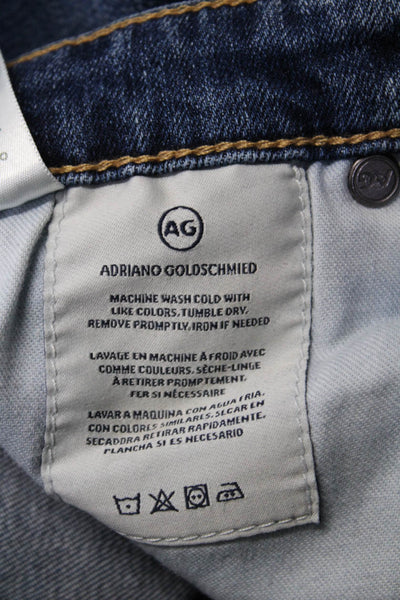 AG
ADRIANO GOLDSCHMIED
MACHINE WASH COLD WITH
LIKE COLORS, TUMBLE DRY,
REMOVE PROMPTLY, IRON IF NEEDED
LAVAGE EN MACHINE À FROID AVEC
COMME COULEURS, SÈCHE-LINGE
À RETIRER PROMPTEMENT,
FER SI NÉCESSAIRE
LAVAR A MAQUINA CON AGUA FRIA,
CON COLORES SIMILARES, SECAR EN
SECADORA RETIRAR RAPIDAMENTE,
PLANCHA SI ES NECESARIO
AG